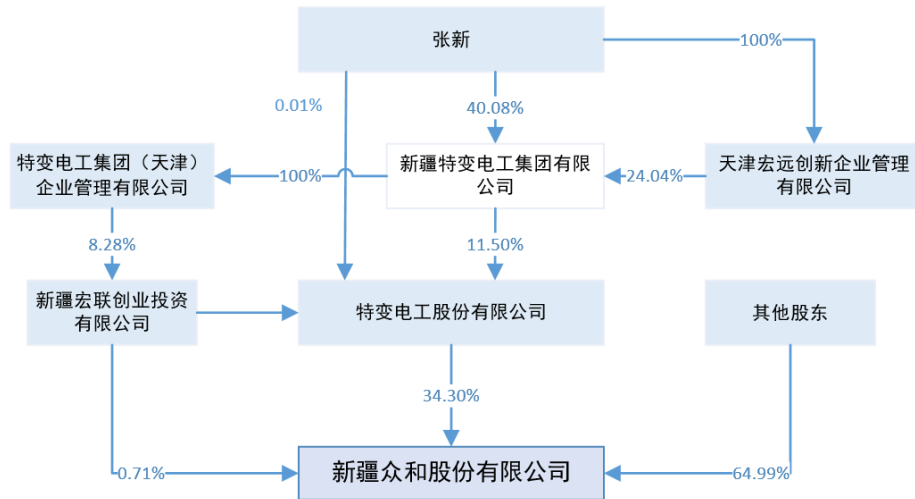 张新
100%
0.01%
40.08%
特变电工集团（天津）
企业管理有限公司
100%
新疆特变电工集团有限
公司
24.04%
天津宏远创新企业管理
有限公司
8.28%
11.50%
新疆宏联创业投资
有限公司
特变电工股份有限公司
其他股东
34.30%
0.71%
新疆众和股份有限公司
64.99%